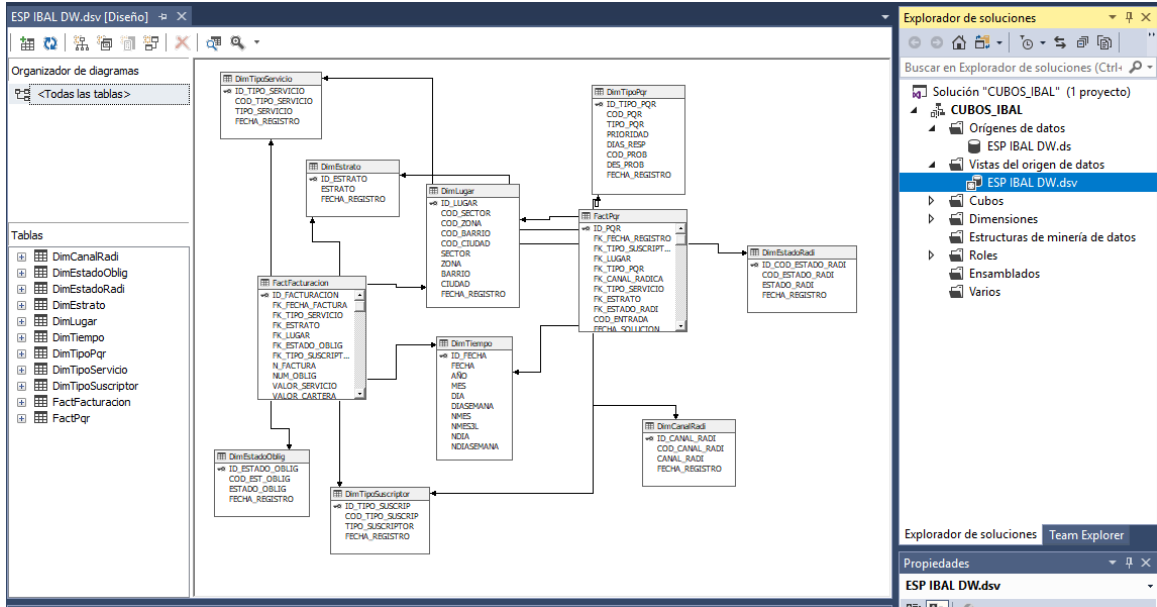 ESP IBAL DW.dsv [Diseño]
Organizador de diagramas
<Todas las tablas>
Tablas
DimCanalRadi
DimEstadoOblig
DimEstadoRadi
DimEstrato
DimLugar
DimTiempo
DimTipoPqr
DimTipoServicio
DimTipoSuscriptor
FactFacturacion
FactPqr
DimTipoServicio
ID_TIPO_SERVICIO
COD_TIPO_SERVICIO
TIPO_SERVICIO
FECHA_REGISTRO
DimEstrato
ID_ESTRATO
ESTRATO
FECHA_REGISTRO
DimLugar
ID_LUGAR
COD_SECTOR
COD_ZONA
COD_BARRIO
COD_CIUDAD
SECTOR
ZONA
BARRIO
CIUDAD
FECHA_REGISTRO
DimTipoPqr
ID_TIPO_PQR
COD_PQR
TIPO_PQR
PRIORIDAD
DIAS_RESP
COD_PROB
DES_PROB
FECHA_REGISTRO
FactPqr
ID_PQR
FK_FECHA_REGISTRO
FK_TIPO_SUSCRIPT...
FK_LUGAR
FK_TIPO_PQR
FK_CANAL_RADICA
FK_TIPO_SERVICIO
FK_ESTRATO
FK_ESTADO_RADI
COD_ENTRADA
FECHA_SOLUCION
DimEstadoRadi
ID_COD_ESTADO_RADI
COD_ESTADO_RADI
ESTADO_RADI
FECHA_REGISTRO
FactFacturacion
ID_FACTURACION
FK_FECHA_FACTURA
FK_TIPO_SERVICIO
FK_ESTRATO
FK_LUGAR
FK_ESTADO_OBLIG
FK_TIPO_SUSCRIPT...
N_FACTURA
NUM_OBLIG
VALOR_SERVICIO
VALOR_CARTERA
DimTiempo
ID_FECHA
FECHA
AÑO
MES
DIA
DIASEMANA
NMES
NMES3L
NDIA
NDIASEMANA
DimCanalRadi
ID_CANAL_RADI
COD_CANAL_RADI
CANAL_RADI
FECHA_REGISTRO
DimEstadoOblig
ID_ESTADO_OBLIG
COD_EST_OBLIG
ESTADO_OBLIG
FECHA_REGISTRO
DimTipoSuscriptor
ID_TIPO_SUSCRIP
COD_TIPO_SUSCRIP
TIPO_SUSCRIPTOR
FECHA_REGISTRO
Explorador de soluciones
Buscar en Explorador de soluciones (Ctrl+
Solución "CUBOS_IBAL" (1 proyecto)
CUBOS_IBAL
Orígenes de datos
ESP IBAL DW.ds
Vistas del origen de datos
ESP IBAL DW.dsv
Cubos
Dimensiones
Estructuras de minería de datos
Roles
Ensamblados
Varios
Explorador de soluciones Team Explorer
Propiedades
ESP IBAL DW.dsv